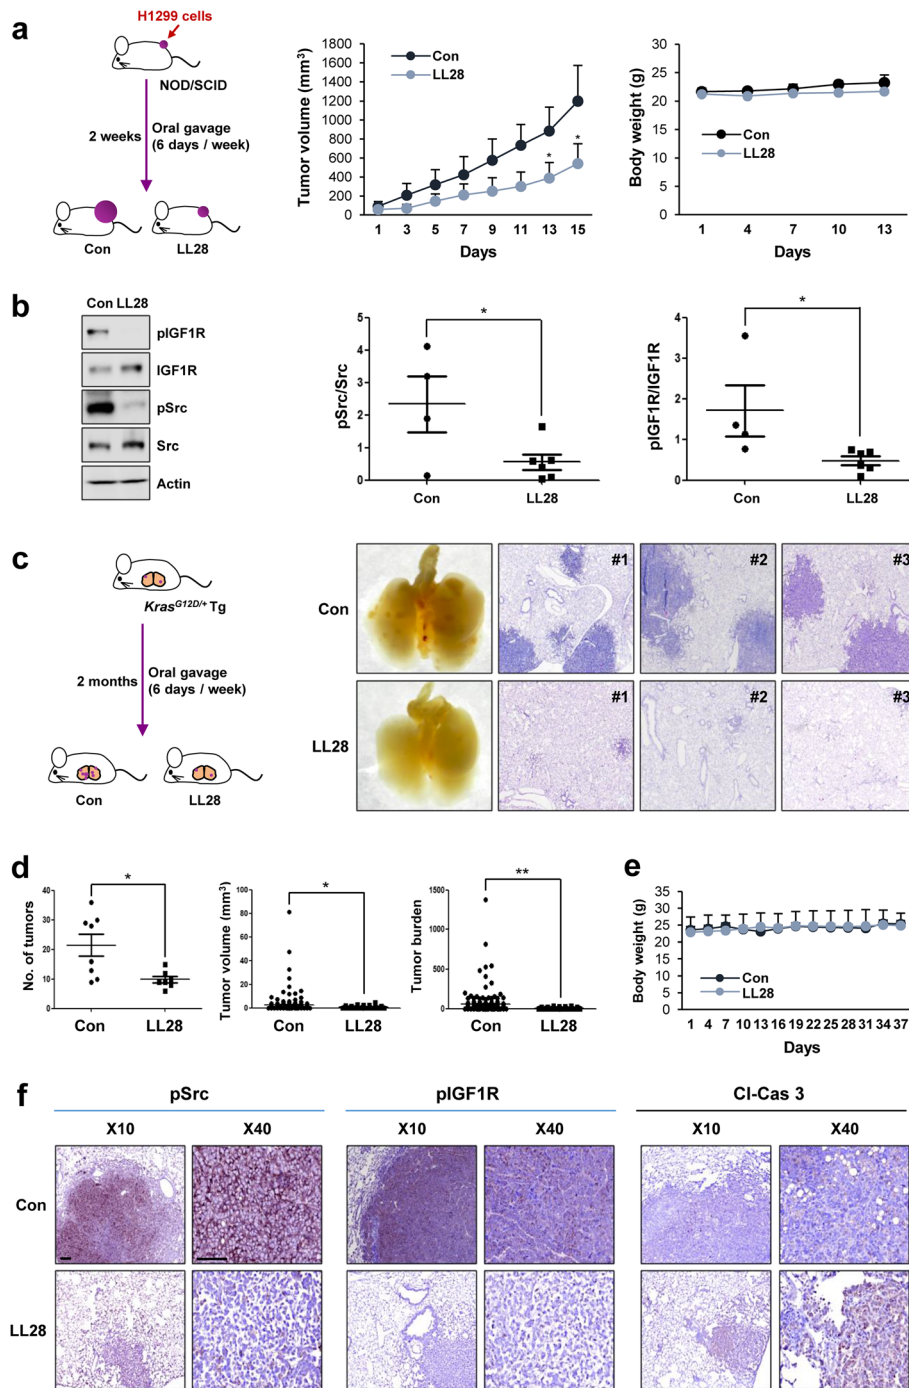 a
H1299 cells
NOD/SCID
2 weeks
Oral gavage
(6 days / week)
Con
LL28
Tumor volume (mm3)
1800
1600
1400
1200
1000
800
600
400
200
0
Con
LL28
*
*
1 3 5 7 9 11 13 15
Days
Body weight (g)
30
25
20
15
10
5
0
Con
LL28
1 4 7 10 13
Days
b
Con LL28
pIGF1R
IGF1R
pSrc
Src
Actin
pSrc/Src
5
4
3
2
1
0
*
Con LL28
pIGF1R/IGF1R
4
3
2
1
0
*
Con LL28
c
KrasG12D/+ Tg
2 months
Oral gavage
(6 days / week)
Con LL28
Con
#1 #2 #3
LL28
#1 #2 #3
d
No. of tumors
40
30
20
10
0
*
Con LL28
Tumor volume (mm3)
100
80
60
40
20
0
*
Con LL28
Tumor burden
1500
1000
500
0
**
Con LL28
e
Body weight (g)
35
30
25
20
15
10
5
0
Con
LL28
1 4 7 10 13 16 19 22 25 28 31 34 37
Days
f
pSrc pIGF1R Cl-Cas 3
X10 X40 X10 X40 X10 X40
Con
LL28